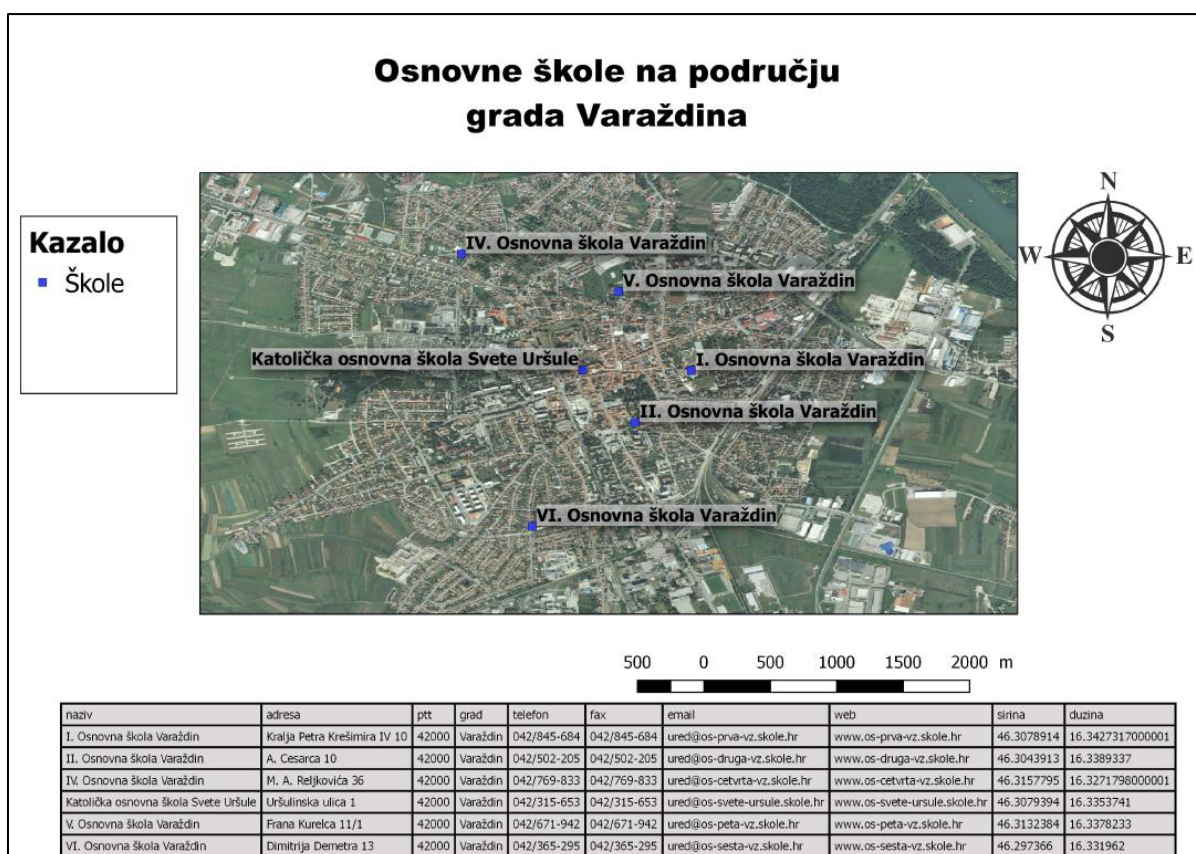 Osnovne škole na području
grada Varaždina
Kazalo
Škole
N
W E
S
IV. Osnovna škola Varaždin
V. Osnovna škola Varaždin
Katolička osnovna škola Svete Uršule
I. Osnovna škola Varaždin
II. Osnovna škola Varaždin
VI. Osnovna škola Varaždin
500 0 500 1000 1500 2000 m
naziv adresa ptt grad telefon fax email web sirina duzina
I. Osnovna škola Varaždin Kralja Petra Krešimira IV 10 42000 Varaždin 042/845-684 042/845-684 ured@os-prva-vz.skole.hr www.os-prva-vz.skole.hr 46.3078914 16.3427317000001
II. Osnovna škola Varaždin A. Cesarca 10 42000 Varaždin 042/502-205 042/502-205 ured@os-druga-vz.skole.hr www.os-druga-vz.skole.hr 46.3043913 16.3389337
IV. Osnovna škola Varaždin M. A. Reljkovića 36 42000 Varaždin 042/769-833 042/769-833 ured@os-cetvrta-vz.skole.hr www.os-cetvrta-vz.skole.hr 46.3157795 16.3271798000001
Katolička osnovna škola Svete Uršule Uršulinska ulica 1 42000 Varaždin 042/315-653 042/315-653 ured@os-svete-ursule.skole.hr www.os-svete-ursule.skole.hr 46.3079394 16.3353741
V. Osnovna škola Varaždin Frana Kurelca 11/1 42000 Varaždin 042/671-942 042/671-942 ured@os-peta-vz.skole.hr www.os-peta-vz.skole.hr 46.3132384 16.3378233
VI. Osnovna škola Varaždin Dimitrija Demetra 13 42000 Varaždin 042/365-295 042/365-295 ured@os-sesta-vz.skole.hr www.os-sesta-vz.skole.hr 46.297366 16.331962